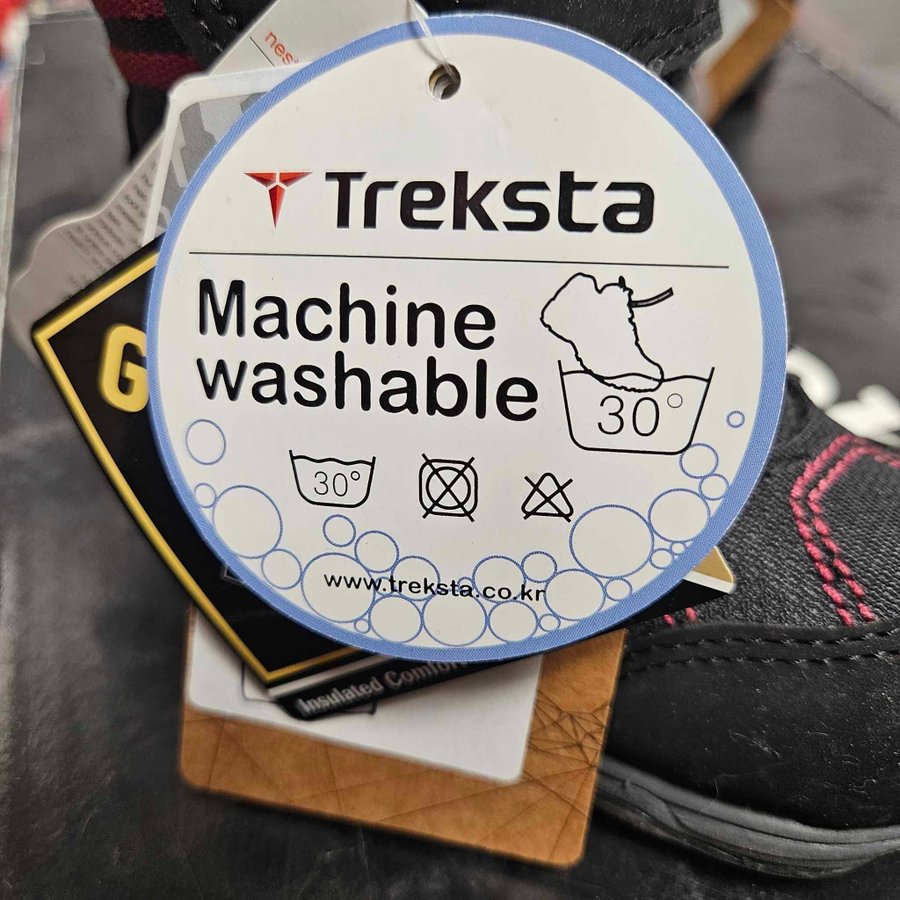 Treksta
Machine
washable
30°
30°
www.treksta.co.kr
G
Insulated Comfort